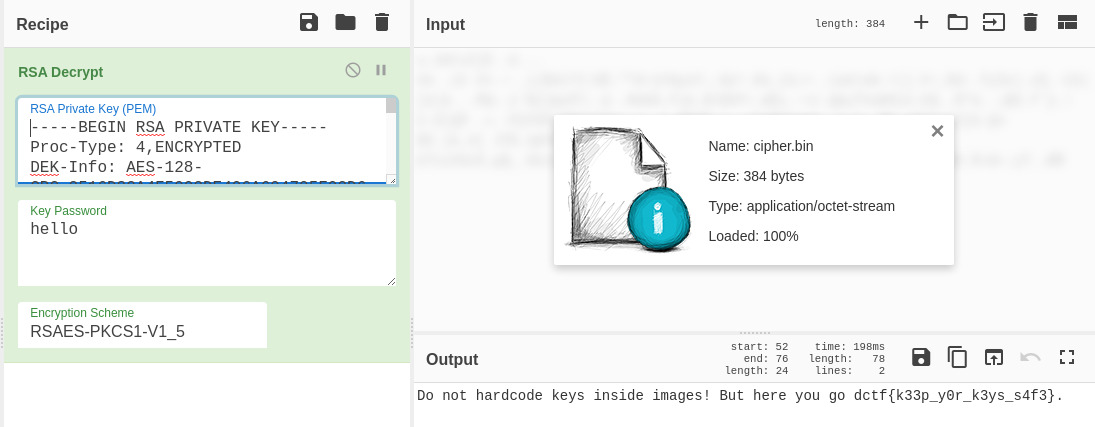 Recipe
RSA Decrypt
RSA Private Key (PEM)
-----BEGIN RSA PRIVATE KEY-----
Proc-Type: 4,ENCRYPTED
DEK-Info: AES-128-
Key Password
hello
Encryption Scheme
RSAES-PKCS1-V1_5
Input
length: 384
Name: cipher.bin
Size: 384 bytes
Type: application/octet-stream
Loaded: 100%
Output
start: 52 time: 198ms
end: 76 length: 78
length: 24 lines: 2
Do not hardcode keys inside images! But here you go dctf{k33p_y0r_k3ys_s4f3}.